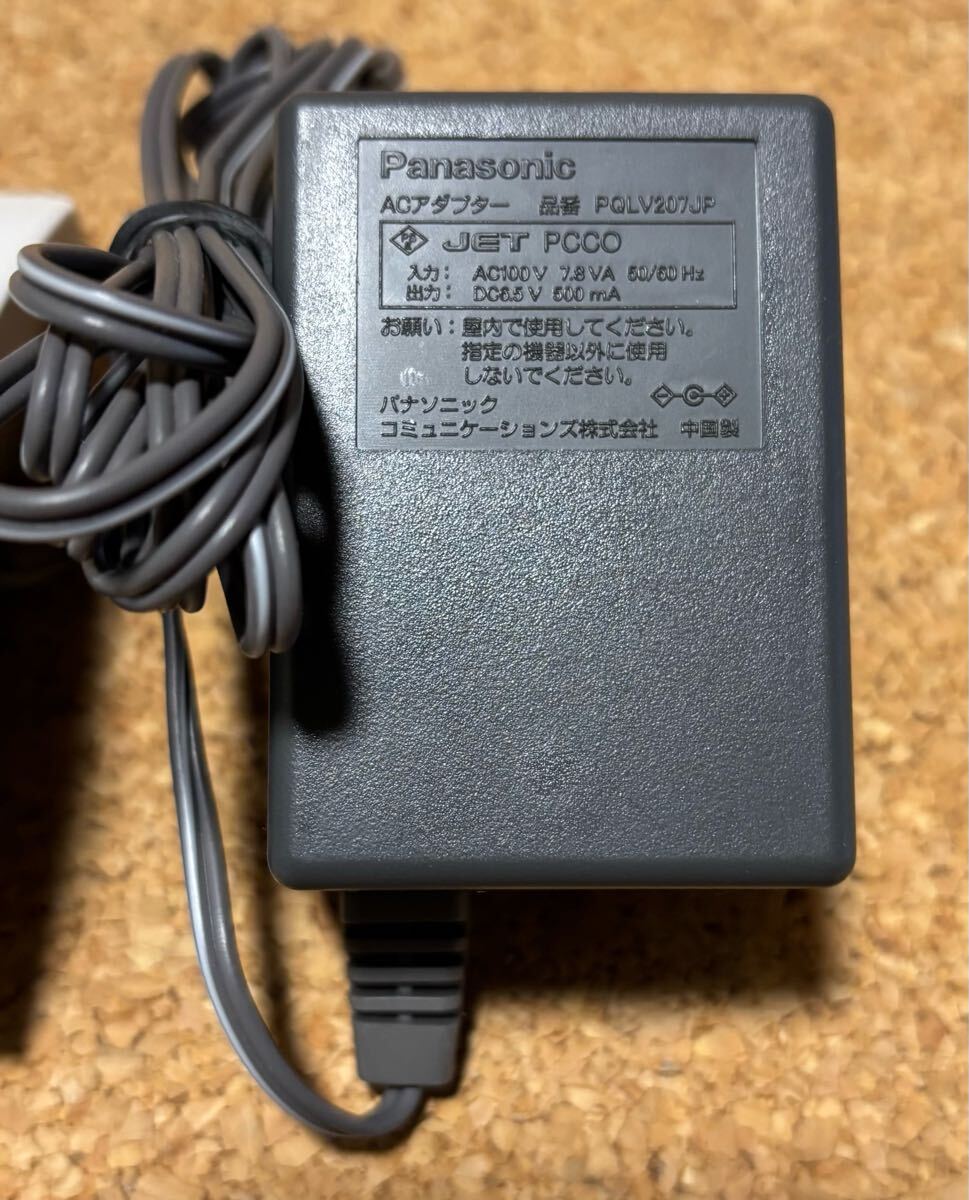 Panasonic
ACアダプター 品番 PQLV207JP
JET PCCO
入力: AC100V 7.8VA 50/60Hz
出力: DC6.5V 500mA
お願い:屋内で使用してください。
指定の機器以外に使用
しないでください。
パナソニック
コミュニケーションズ株式会社 中国製